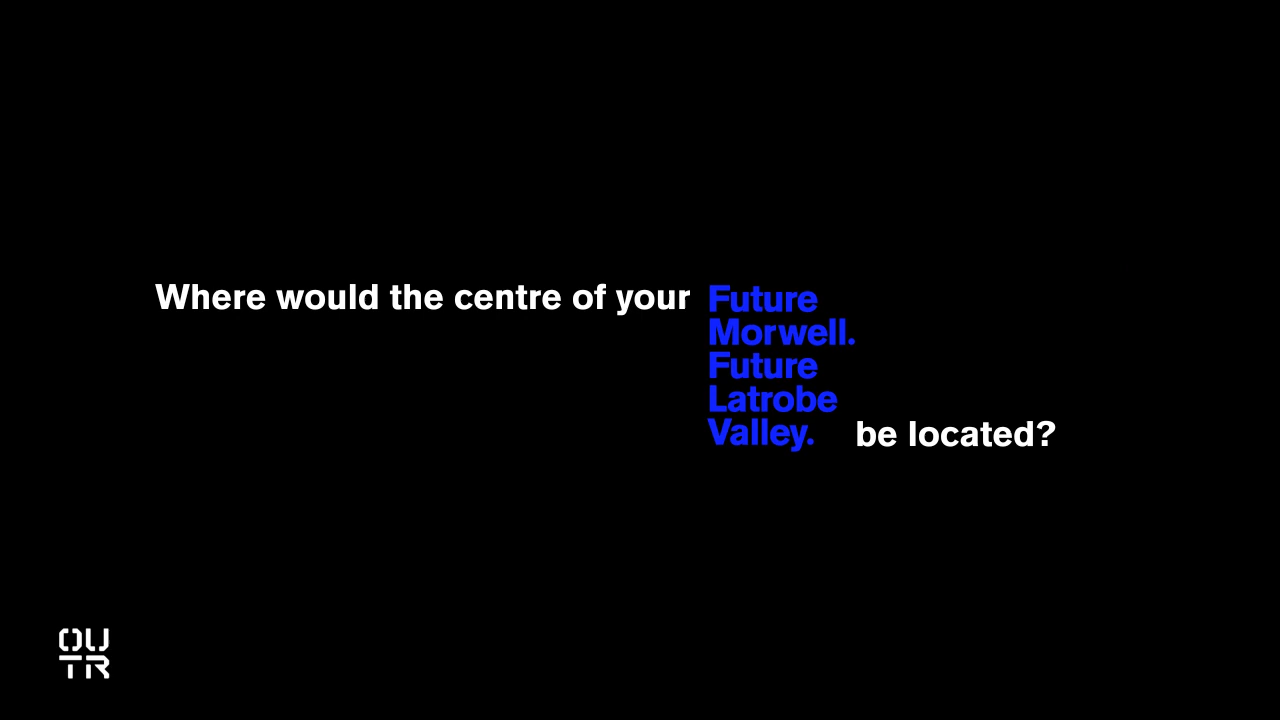 Where would the centre of your Future
Morwell.
Future
Latrobe
Valley. be located?
OU
TR